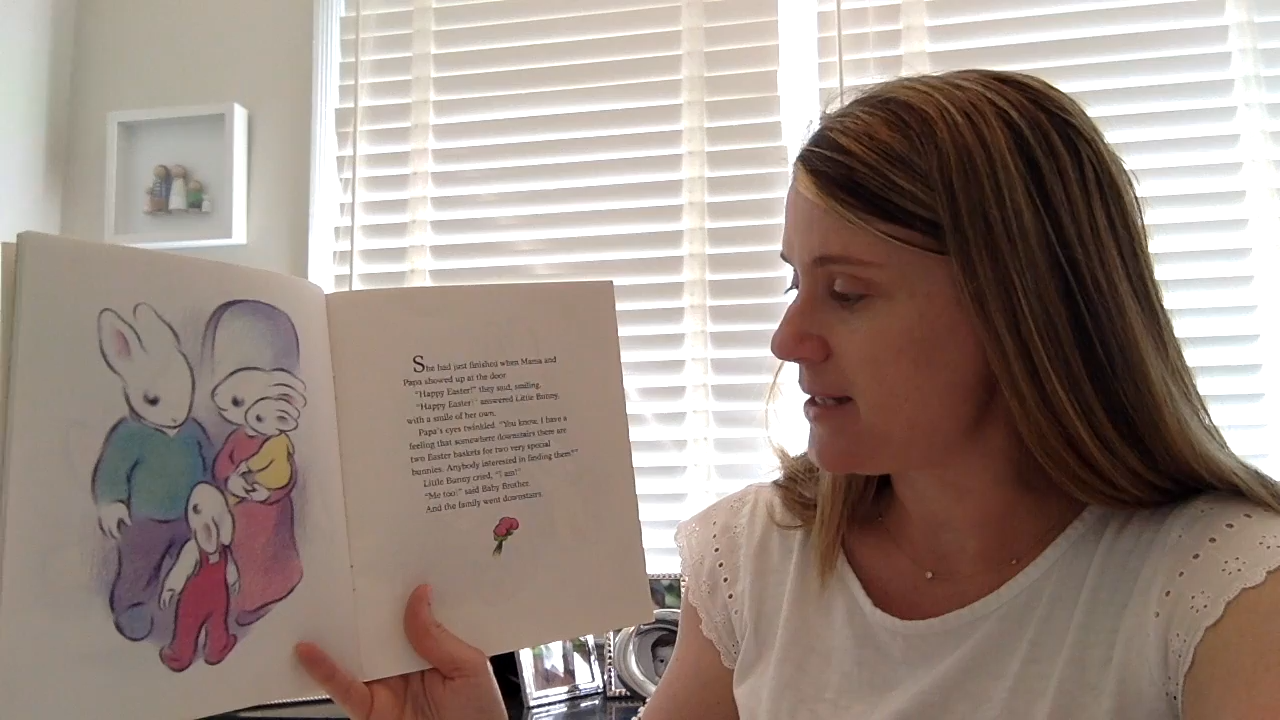 She had just finished when Mama and
Papa showed up at the door.
"Happy Easter!" they said, smiling.
"Happy Easter!" answered Little Bunny,
with a smile of her own.
Papa's eyes twinkled. "You know, I have a
feeling that somewhere downstairs there are
two Easter baskets for two very special
bunnies. Anybody interested in finding them?"
Little Bunny cried, "I am!"
"Me too!" said Baby Brother.
And the family went downstairs.